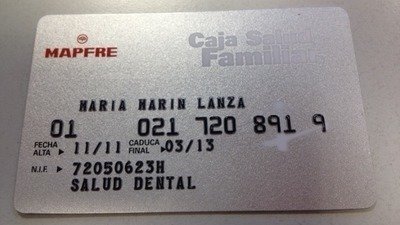 MAPFRE
Caja Salud
Familiar
MARIA MARIN LANZA
01 021 720 891 9
FECHA ALTA ▶ 11/11 CADUCA FINAL ▶ 03/13
N.I.F. ▶ 72050623H
SALUD DENTAL